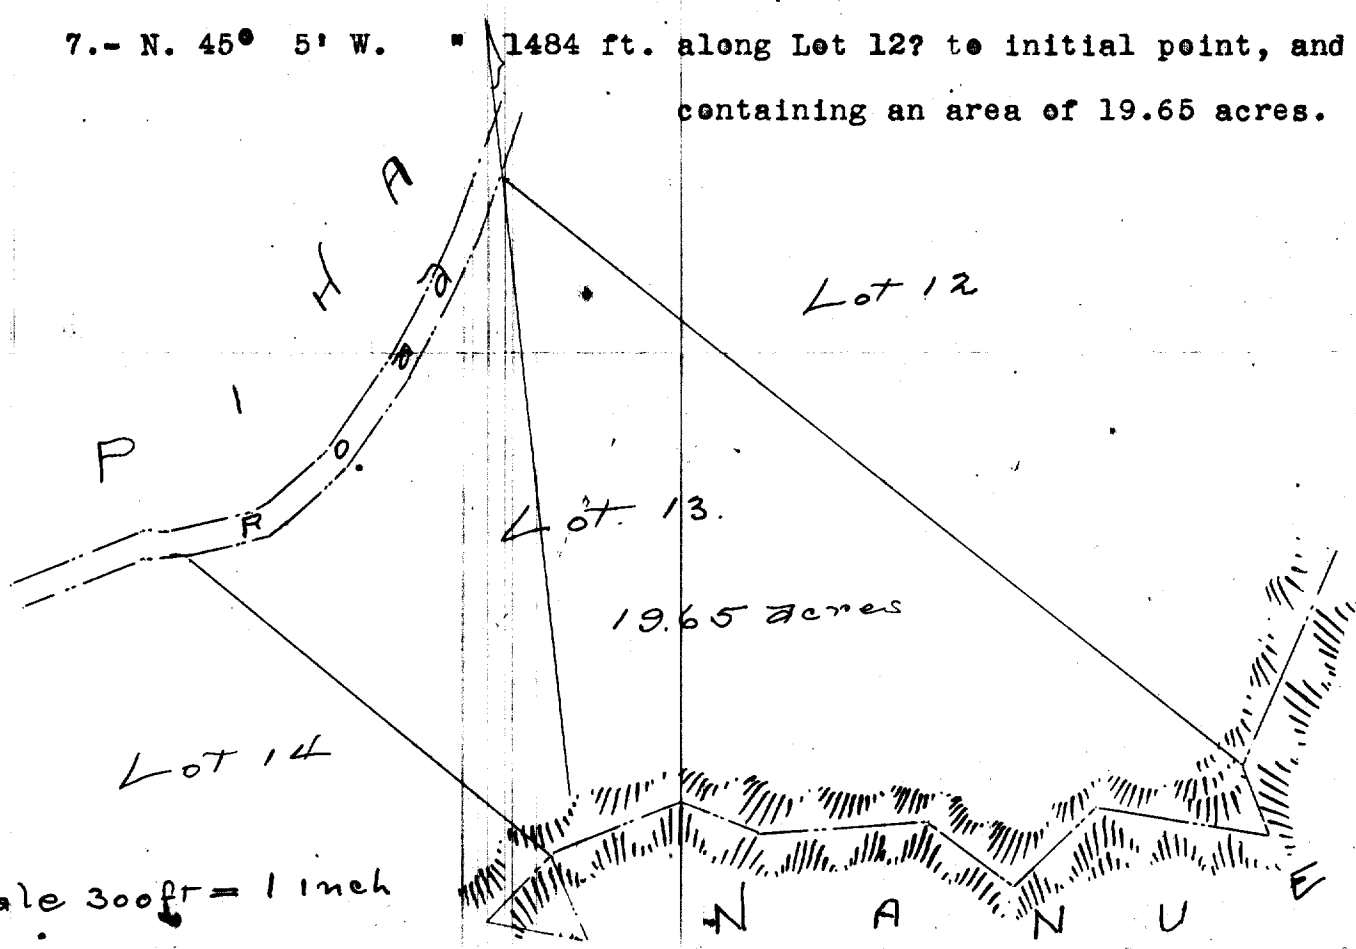 7.- N. 45° 5' W. " 1484 ft. along Lot 12? to initial point, and
containing an area of 19.65 acres.
P I H A
Lot 12
Road
Lot 13.
19.65 acres
Lot 14
ale 300ft = 1 inch
N A N U E